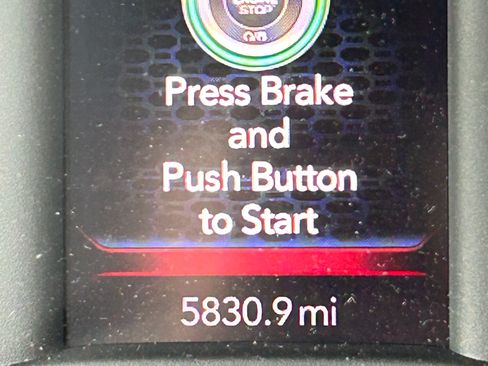 STOP
Press Brake
and
Push Button
to Start
5830.9 mi